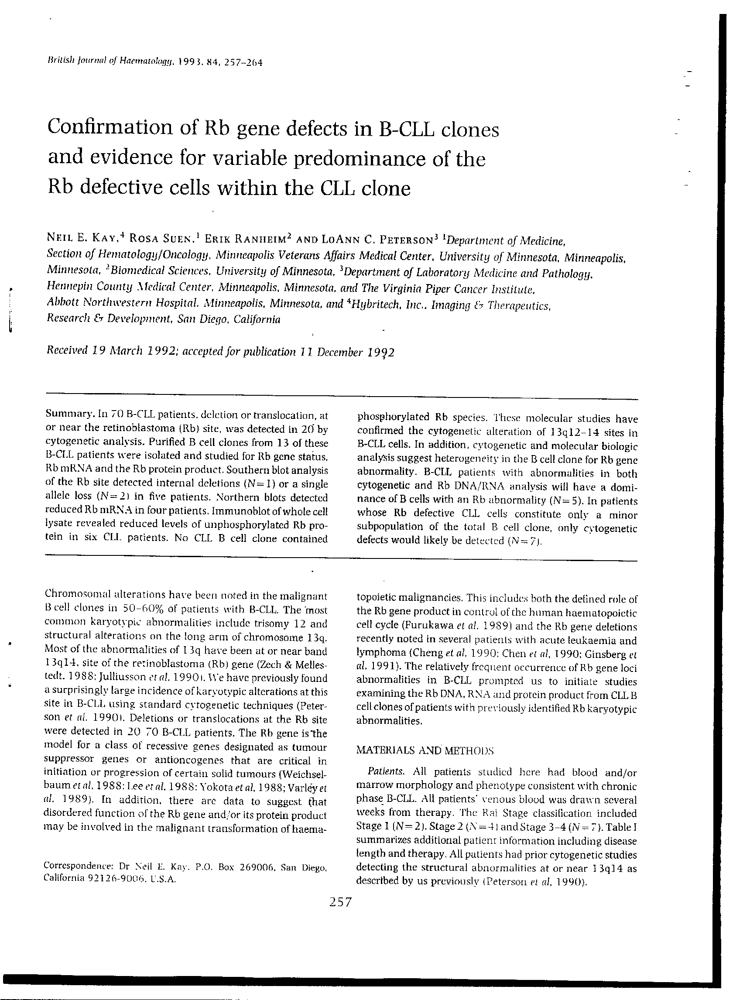 British Journal of Haematology, 1993, 84, 257–264
Confirmation of Rb gene defects in B-CLL clones
and evidence for variable predominance of the
Rb defective cells within the CLL clone
NEIL E. KAY,⁴ ROSA SUEN,¹ ERIK RANHEIM² AND LOANN C. PETERSON³ ¹Department of Medicine,
Section of Hematology/Oncology, Minneapolis Veterans Affairs Medical Center, University of Minnesota, Minneapolis,
Minnesota, ²Biomedical Sciences, University of Minnesota, ³Department of Laboratory Medicine and Pathology,
Hennepin County Medical Center, Minneapolis, Minnesota, and The Virginia Piper Cancer Institute,
Abbott Northwestern Hospital, Minneapolis, Minnesota, and ⁴Hybritech, Inc., Imaging & Therapeutics,
Research & Development, San Diego, California
Received 19 March 1992; accepted for publication 11 December 1992
Summary. In 70 B-CLL patients, deletion or translocation, at
or near the retinoblastoma (Rb) site, was detected in 20 by
cytogenetic analysis. Purified B cell clones from 13 of these
B-CLL patients were isolated and studied for Rb gene status,
Rb mRNA and the Rb protein product. Southern blot analysis
of the Rb site detected internal deletions (N=1) or a single
allele loss (N=2) in five patients. Northern blots detected
reduced Rb mRNA in four patients. Immunoblot of whole cell
lysate revealed reduced levels of unphosphorylated Rb pro-
tein in six CLL patients. No CLL B cell clone contained
phosphorylated Rb species. These molecular studies have
confirmed the cytogenetic alteration of 13q12–14 sites in
B-CLL cells. In addition, cytogenetic and molecular biologic
analysis suggest heterogeneity in the B cell clone for Rb gene
abnormality. B-CLL patients with abnormalities in both
cytogenetic and Rb DNA/RNA analysis will have a domi-
nance of B cells with an Rb abnormality (N=5). In patients
whose Rb defective CLL cells constitute only a minor
subpopulation of the total B cell clone, only cytogenetic
defects would likely be detected (N=7).
Chromosomal alterations have been noted in the malignant
B cell clones in 50–60% of patients with B-CLL. The most
common karyotypic abnormalities include trisomy 12 and
structural alterations on the long arm of chromosome 13q.
Most of the abnormalities of 13q have been at or near band
13q14, site of the retinoblastoma (Rb) gene (Zech & Melles-
tedt, 1988; Julliusson et al, 1990). We have previously found
a surprisingly large incidence of karyotypic alterations at this
site in B-CLL using standard cytogenetic techniques (Peter-
son et al, 1990). Deletions or translocations at the Rb site
were detected in 20 70 B-CLL patients. The Rb gene is the
model for a class of recessive genes designated as tumour
suppressor genes or antioncogenes that are critical in
initiation or progression of certain solid tumours (Weichsel-
baum et al, 1988; Lee et al, 1988; Yokota et al, 1988; Varley et
al, 1989). In addition, there are data to suggest that
disordered function of the Rb gene and/or its protein product
may be involved in the malignant transformation of haema-
Correspondence: Dr Neil E. Kay, P.O. Box 269006, San Diego,
California 92126-9006, U.S.A.
topoietic malignancies. This includes both the defined role of
the Rb gene product in control of the human haematopoietic
cell cycle (Furukawa et al, 1989) and the Rb gene deletions
recently noted in several patients with acute leukaemia and
lymphoma (Cheng et al, 1990; Chen et al, 1990; Ginsberg et
al, 1991). The relatively frequent occurrence of Rb gene loci
abnormalities in B-CLL prompted us to initiate studies
examining the Rb DNA, RNA and protein product from CLL B
cell clones of patients with previously identified Rb karyotypic
abnormalities.
MATERIALS AND METHODS
Patients. All patients studied here had blood and/or
marrow morphology and phenotype consistent with chronic
phase B-CLL. All patients' venous blood was drawn several
weeks from therapy. The Rai Stage classification included
Stage 1 (N=2), Stage 2 (N=4) and Stage 3–4 (N=7). Table I
summarizes additional patient information including disease
length and therapy. All patients had prior cytogenetic studies
detecting the structural abnormalities at or near 13q14 as
described by us previously (Peterson et al, 1990).
257